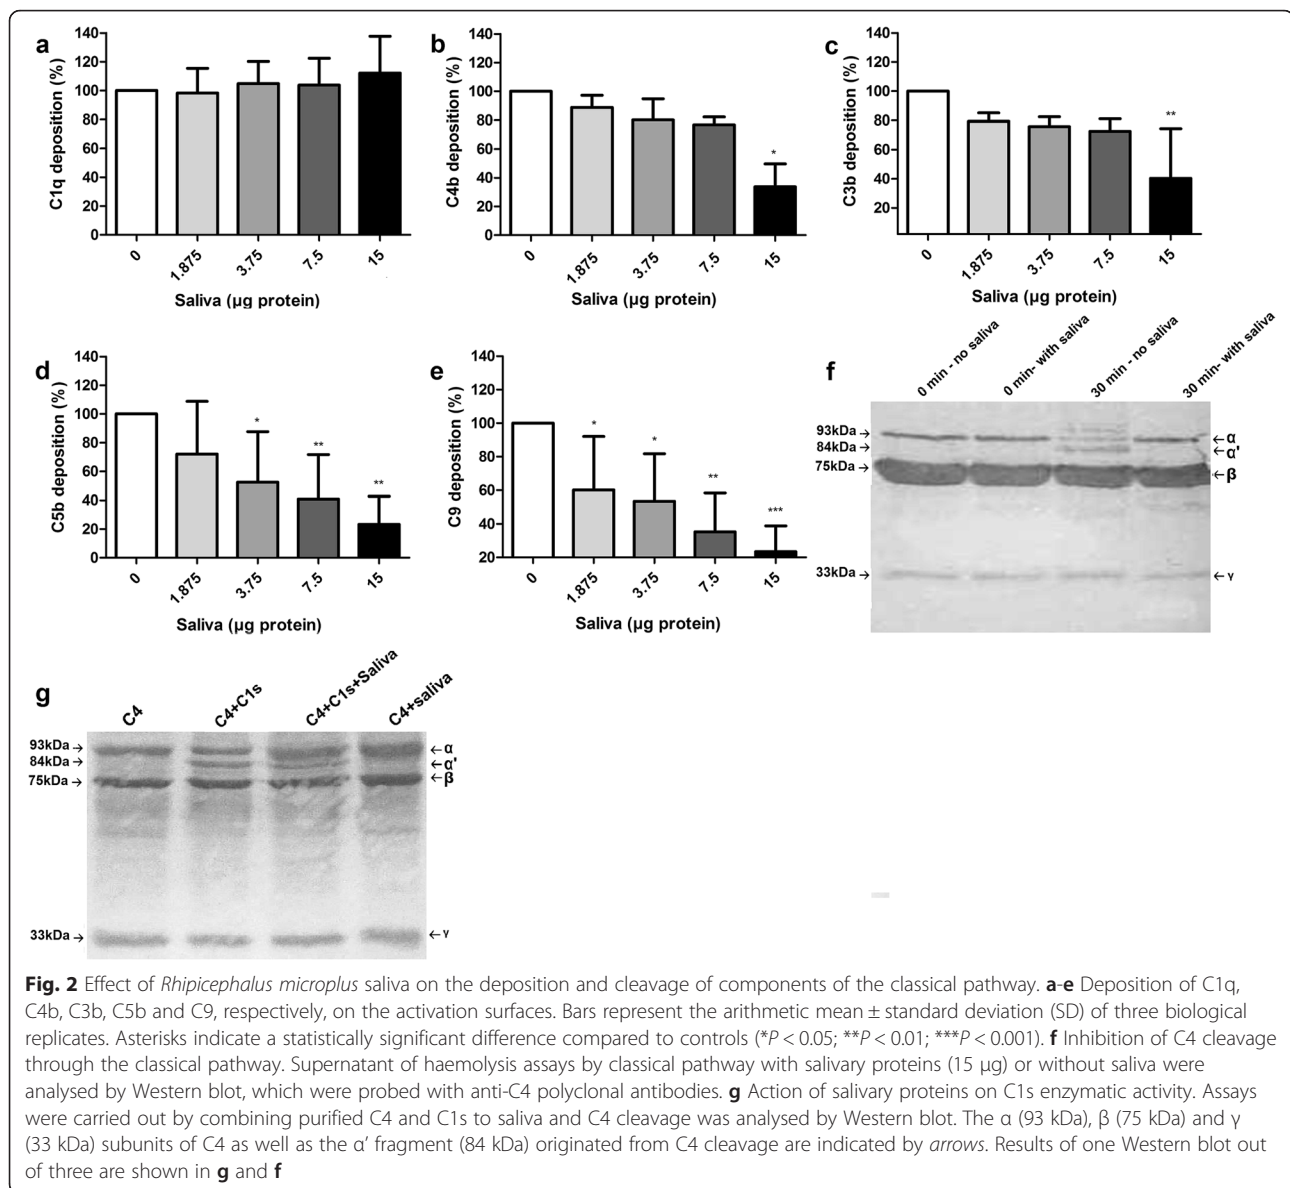 a
C1q deposition (%)
140
120
100
80
60
40
20
0
0
1.875
3.75
7.5
15
Saliva (µg protein)
b
C4b deposition (%)
140
120
100
80
60
40
20
0
0
1.875
3.75
7.5
15
*
Saliva (µg protein)
c
C3b deposition (%)
140
120
100
80
60
40
20
0
1.875
3.75
7.5
15
**
Saliva (µg protein)
d
C5b deposition (%)
140
120
100
80
60
40
20
0
*
**
**
0
1.875
3.75
7.5
15
Saliva (µg protein)
e
C9 deposition (%)
140
120
100
80
60
40
20
*
*
**
***
0
1.875
3.75
7.5
15
Saliva (µg protein)
f
0 min - no saliva
0 min- with saliva
30 min - no saliva
30 min- with saliva
93kDa→
84kDa→
75kDa→
33kDa→
←α
←α'
←β
←γ
g
C4
C4+C1s
C4+C1s+Saliva
C4+saliva
93kDa→
84kDa→
75kDa→
33kDa→
←α
←α'
←β
←γ
Fig. 2 Effect of Rhipicephalus microplus saliva on the deposition and cleavage of components of the classical pathway. a-e Deposition of C1q,
C4b, C3b, C5b and C9, respectively, on the activation surfaces. Bars represent the arithmetic mean ± standard deviation (SD) of three biological
replicates. Asterisks indicate a statistically significant difference compared to controls (*P < 0.05; **P < 0.01; ***P < 0.001). f Inhibition of C4 cleavage
through the classical pathway. Supernatant of haemolysis assays by classical pathway with salivary proteins (15 µg) or without saliva were
analysed by Western blot, which were probed with anti-C4 polyclonal antibodies. g Action of salivary proteins on C1s enzymatic activity. Assays
were carried out by combining purified C4 and C1s to saliva and C4 cleavage was analysed by Western blot. The α (93 kDa), β (75 kDa) and γ
(33 kDa) subunits of C4 as well as the α′ fragment (84 kDa) originated from C4 cleavage are indicated by arrows. Results of one Western blot out
of three are shown in g and f